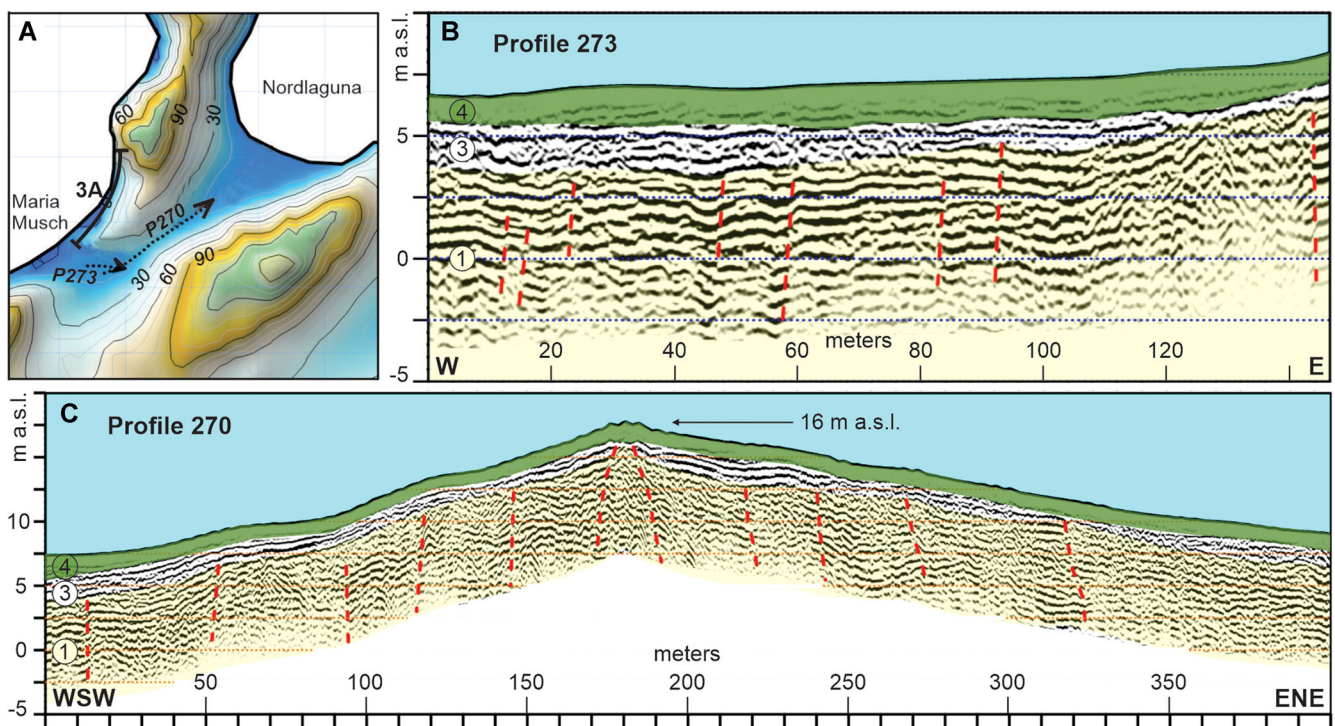 A
Nordlaguna
60
90
30
3A
Maria
Musch
P270
P273
30
60
90
B
Profile 273
m a.s.l.
4
5
3
1
0
-5
meters
W
20
40
60
80
100
120
E
C
Profile 270
16 m a.s.l.
m a.s.l.
10
4
5
3
0
1
-5
meters
WSW
50
100
150
200
250
300
350
ENE